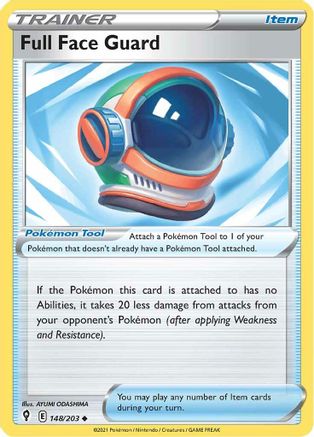 TRAINER
Item
Full Face Guard
Pokémon Tool
Attach a Pokémon Tool to 1 of your
Pokémon that doesn't already have a Pokémon Tool attached.
If the Pokémon this card is attached to has no
Abilities, it takes 20 less damage from attacks from
your opponent's Pokémon (after applying Weakness
and Resistance).
Illus. AYUMI ODASHIMA
E 148/203
You may play any number of Item cards
during your turn.
©2021 Pokémon / Nintendo / Creatures / GAME FREAK